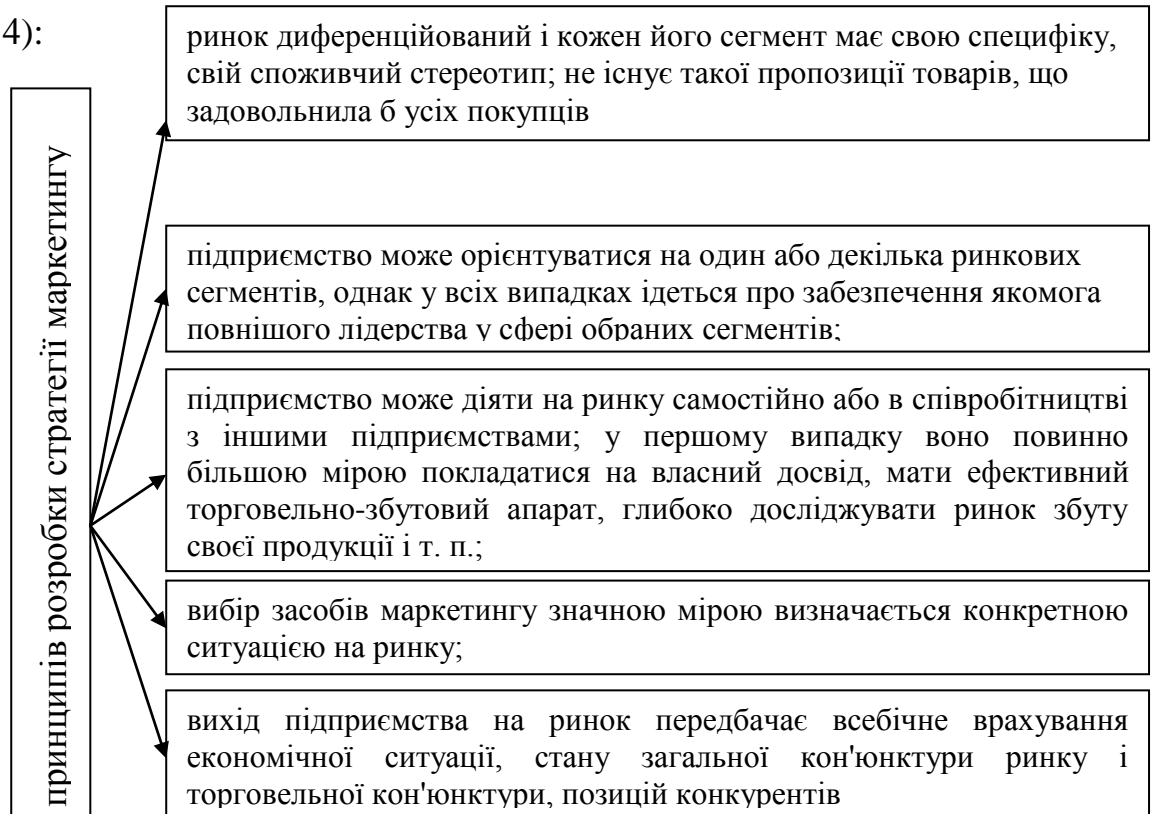 4):
принципів розробки стратегії маркетингу
ринок диференційований і кожен його сегмент має свою специфіку,
свій споживчий стереотип; не існує такої пропозиції товарів, що
задовольнила б усіх покупців
підприємство може орієнтуватися на один або декілька ринкових
сегментів, однак у всіх випадках ідеться про забезпечення якомога
повнішого лідерства у сфері обраних сегментів;
підприємство може діяти на ринку самостійно або в співробітництві
з іншими підприємствами; у першому випадку воно повинно
більшою мірою покладатися на власний досвід, мати ефективний
торговельно-збутовий апарат, глибоко досліджувати ринок збуту
своєї продукції і т. п.;
вибір засобів маркетингу значною мірою визначається конкретною
ситуацією на ринку;
вихід підприємства на ринок передбачає всебічне врахування
економічної ситуації, стану загальної кон'юнктури ринку і
торговельної кон'юнктури, позицій конкурентів